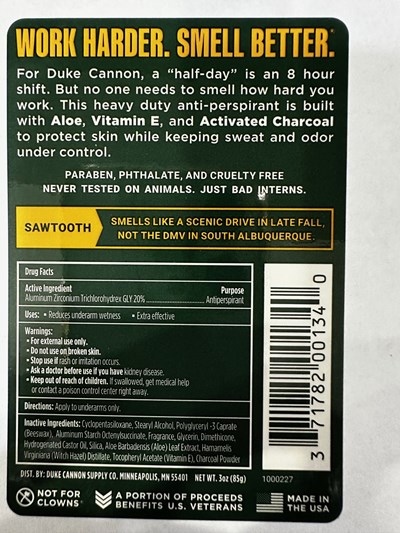 WORK HARDER. SMELL BETTER.
For Duke Cannon, a “half-day” is an 8 hour
shift. But no one needs to smell how hard you
work. This heavy duty anti-perspirant is built
with Aloe, Vitamin E, and Activated Charcoal
to protect skin while keeping sweat and odor
under control.
PARABEN, PHTHALATE, AND CRUELTY FREE
NEVER TESTED ON ANIMALS. JUST BAD INTERNS.
SAWTOOTH
SMELLS LIKE A SCENIC DRIVE IN LATE FALL,
NOT THE DMV IN SOUTH ALBUQUERQUE.
Drug Facts
Active Ingredient Purpose
Aluminum Zirconium Trichlorohydrex GLY 20% Antiperspirant
Uses: • Reduces underarm wetness • Extra effective
Warnings:
• For external use only.
• Do not use on broken skin.
• Stop use if rash or irritation occurs.
• Ask a doctor before use if you have kidney disease.
• Keep out of reach of children. If swallowed, get medical help
or contact a poison control center right away.
Directions: Apply to underarms only.
Inactive Ingredients: Cyclopentasiloxane, Stearyl Alcohol, Polyglyceryl -3 Caprate
(Beeswax), Aluminum Starch Octenylsuccinate, Fragrance, Glycerin, Dimethicone,
Hydrogenated Castor Oil, Silica, Aloe Barbadensis (Aloe) Leaf Extract, Hamamelis
Virginiana (Witch Hazel) Distillate, Tocopheryl Acetate (Vitamin E), Charcoal Powder
3 71782 00134 0
DIST. BY: DUKE CANNON SUPPLY CO. MINNEAPOLIS, MN 55401 NET WT. 3oz (85g) 1000227
NOT FOR
CLOWNS
A PORTION OF PROCEEDS
BENEFITS U.S. VETERANS
MADE IN
THE USA